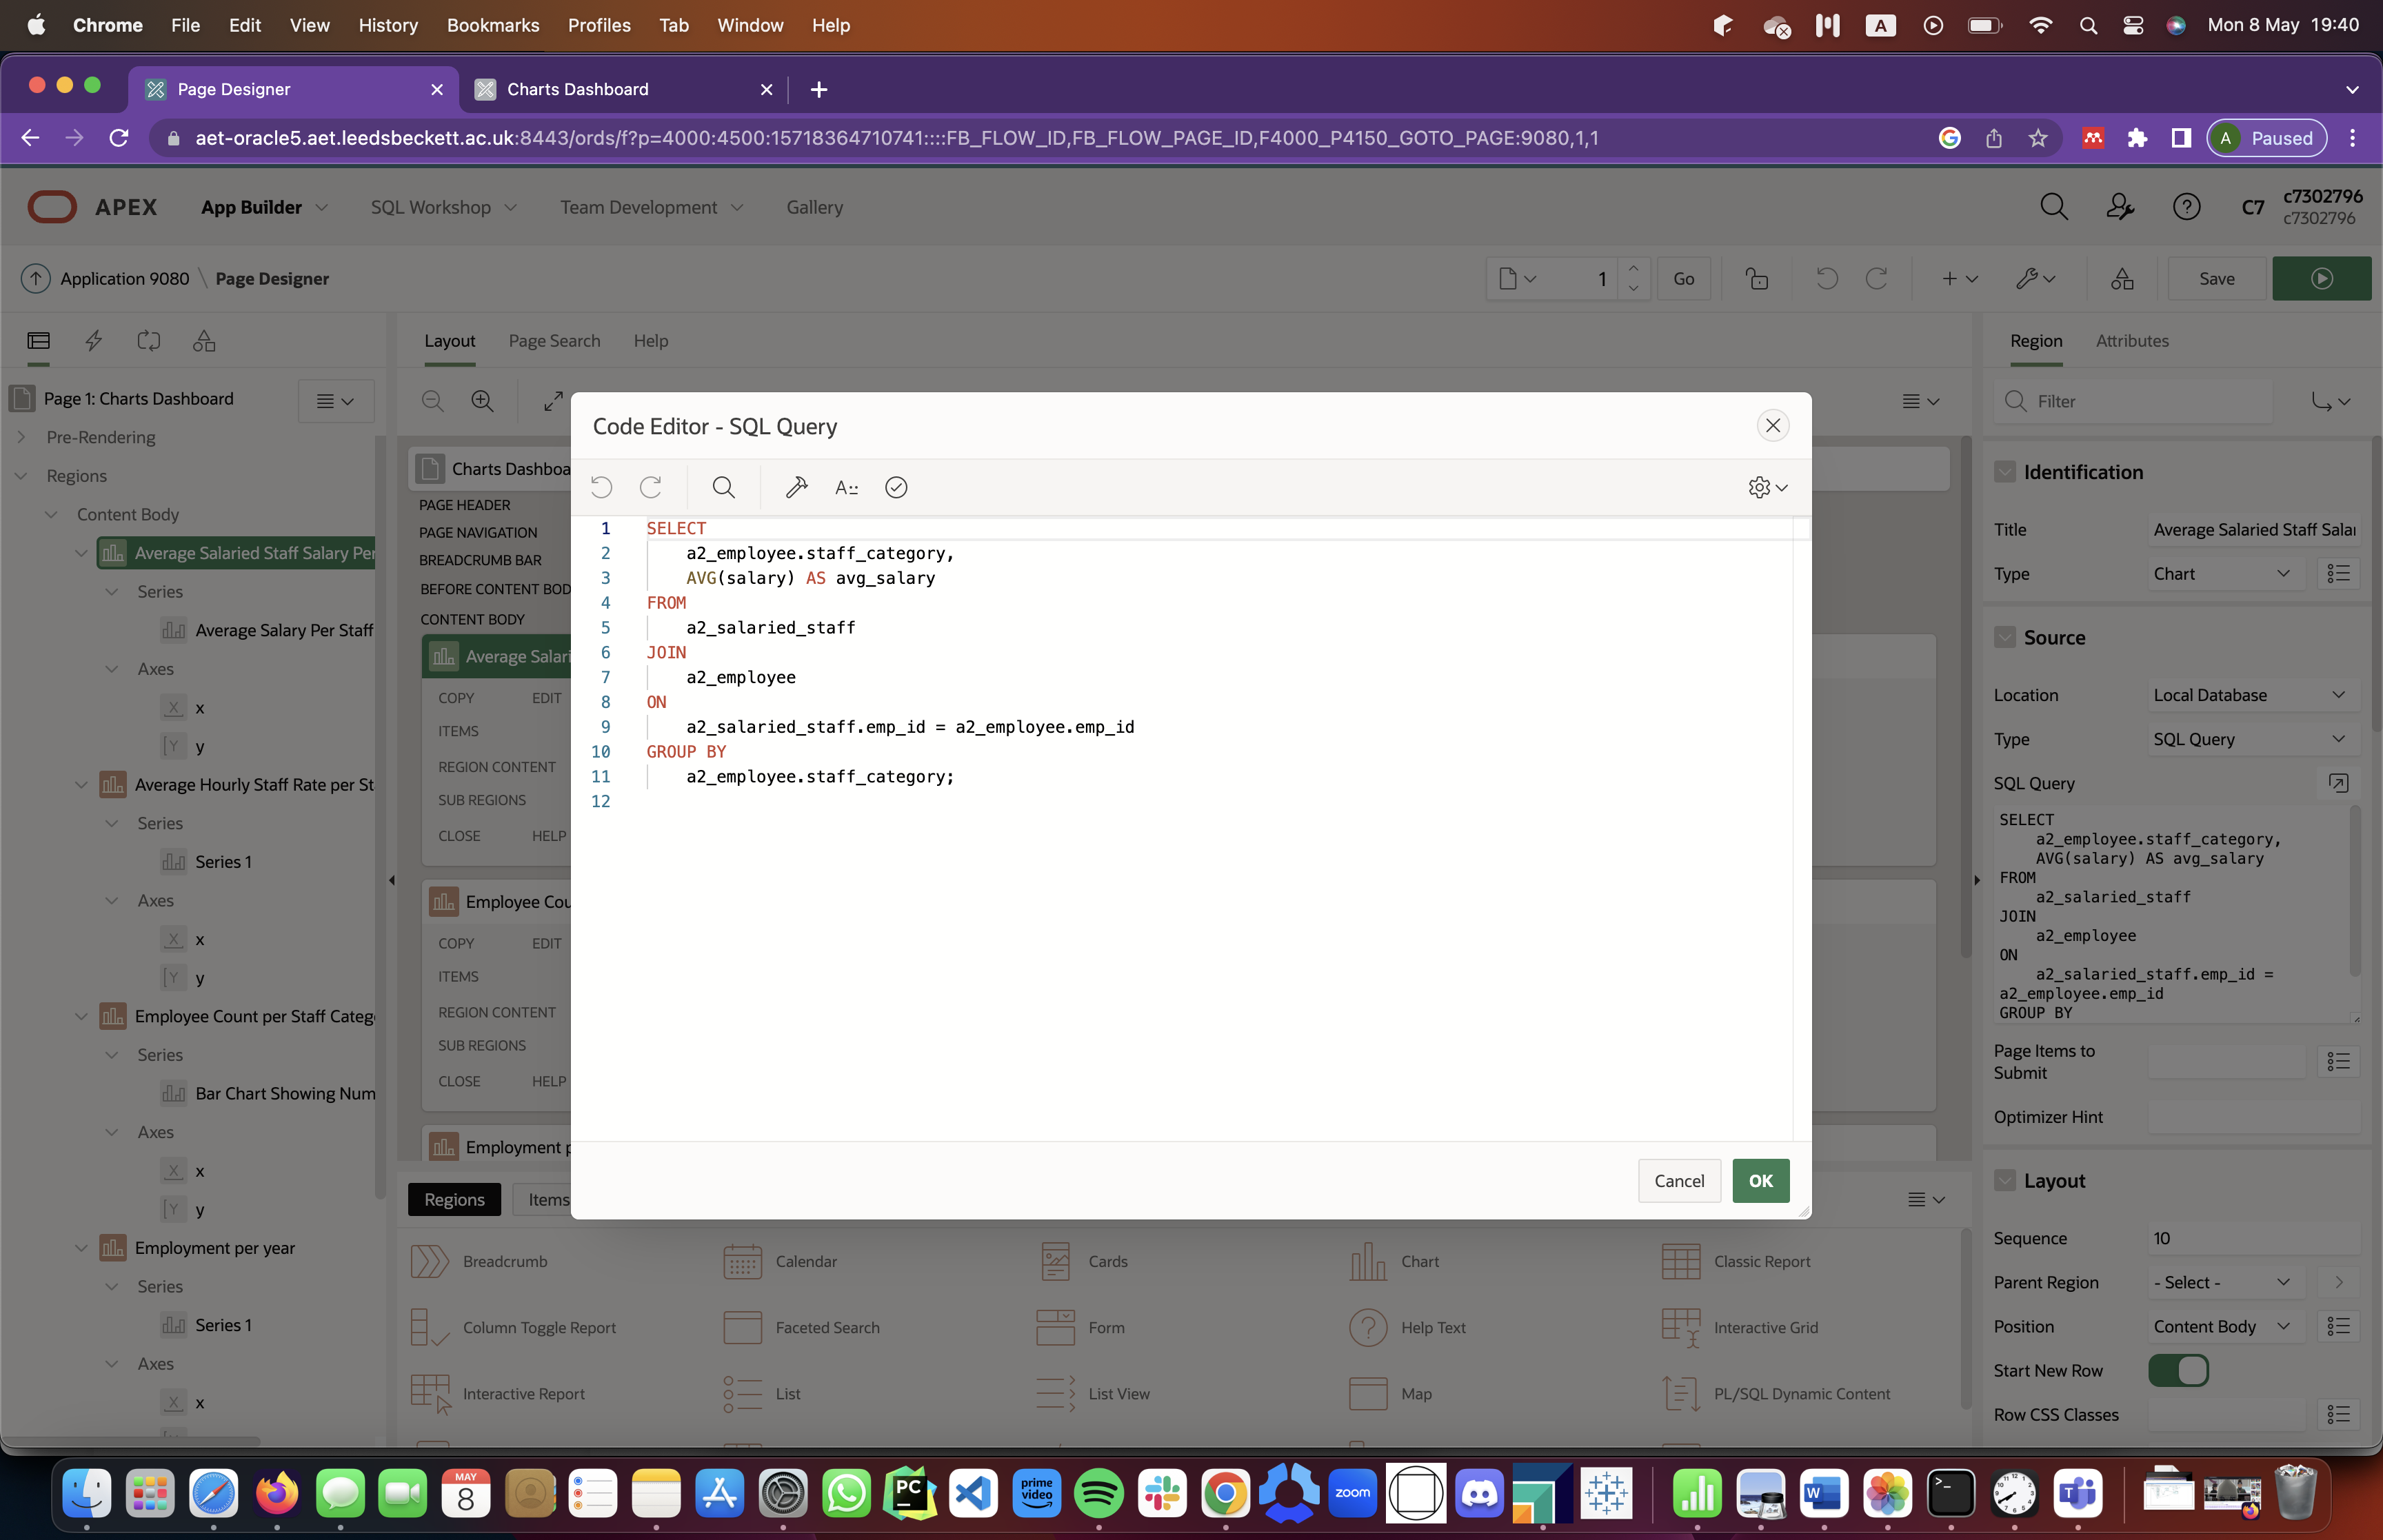 Chrome File Edit View History Bookmarks Profiles Tab Window Help
A
Mon 8 May 19:40
Page Designer
Charts Dashboard
aet-oracle5.aet.leedsbeckett.ac.uk:8443/ords/f?p=4000:4500:15718364710741::::FB_FLOW_ID,FB_FLOW_PAGE_ID,F4000_P4150_GOTO_PAGE:9080,1,1
A Paused
APEX App Builder SQL Workshop Team Development Gallery
C7 c7302796
c7302796
Application 9080 \ Page Designer
1 Go Save
Layout Page Search Help
Region Attributes
Page 1: Charts Dashboard
Pre-Rendering
Regions
Content Body
Average Salaried Staff Salary Per
Series
Average Salary Per Staff
Axes
x
y
Average Hourly Staff Rate per St
Series
Series 1
Axes
x
y
Employee Count per Staff Categ
Series
Bar Chart Showing Num
Axes
x
y
Employment per year
Series
Series 1
Axes
x
Charts Dashboa
PAGE HEADER
PAGE NAVIGATION
BREADCRUMB BAR
BEFORE CONTENT BOD
CONTENT BODY
Average Salari
COPY EDIT
ITEMS
REGION CONTENT
SUB REGIONS
CLOSE HELP
Employee Cou
COPY EDIT
ITEMS
REGION CONTENT
SUB REGIONS
CLOSE HELP
Employment p
Code Editor - SQL Query
1 SELECT
2 a2_employee.staff_category,
3 AVG(salary) AS avg_salary
4 FROM
5 a2_salaried_staff
6 JOIN
7 a2_employee
8 ON
9 a2_salaried_staff.emp_id = a2_employee.emp_id
10 GROUP BY
11 a2_employee.staff_category;
12
Cancel OK
Regions Items
Breadcrumb Calendar Cards Chart Classic Report
Column Toggle Report Faceted Search Form Help Text Interactive Grid
Interactive Report List List View Map PL/SQL Dynamic Content
Filter
Identification
Title Average Salaried Staff Sala
Type Chart
Source
Location Local Database
Type SQL Query
SQL Query
SELECT
a2_employee.staff_category,
AVG(salary) AS avg_salary
FROM
a2_salaried_staff
JOIN
a2_employee
ON
a2_salaried_staff.emp_id =
a2_employee.emp_id
GROUP BY
Page Items to
Submit
Optimizer Hint
Layout
Sequence 10
Parent Region - Select -
Position Content Body
Start New Row
Row CSS Classes
MAY
8
PC
prime
video
zoom
W
T